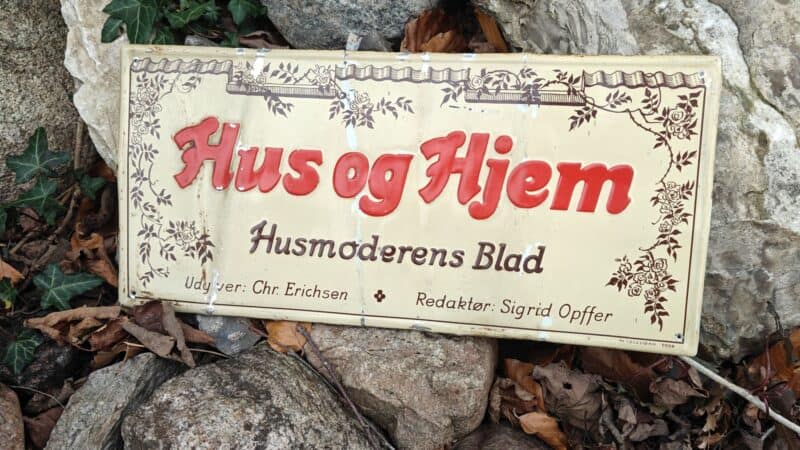 Hus og Hjem
Husmoderens Blad
Udgiver: Chr. Erichsen
Redaktør: Sigrid Opffer